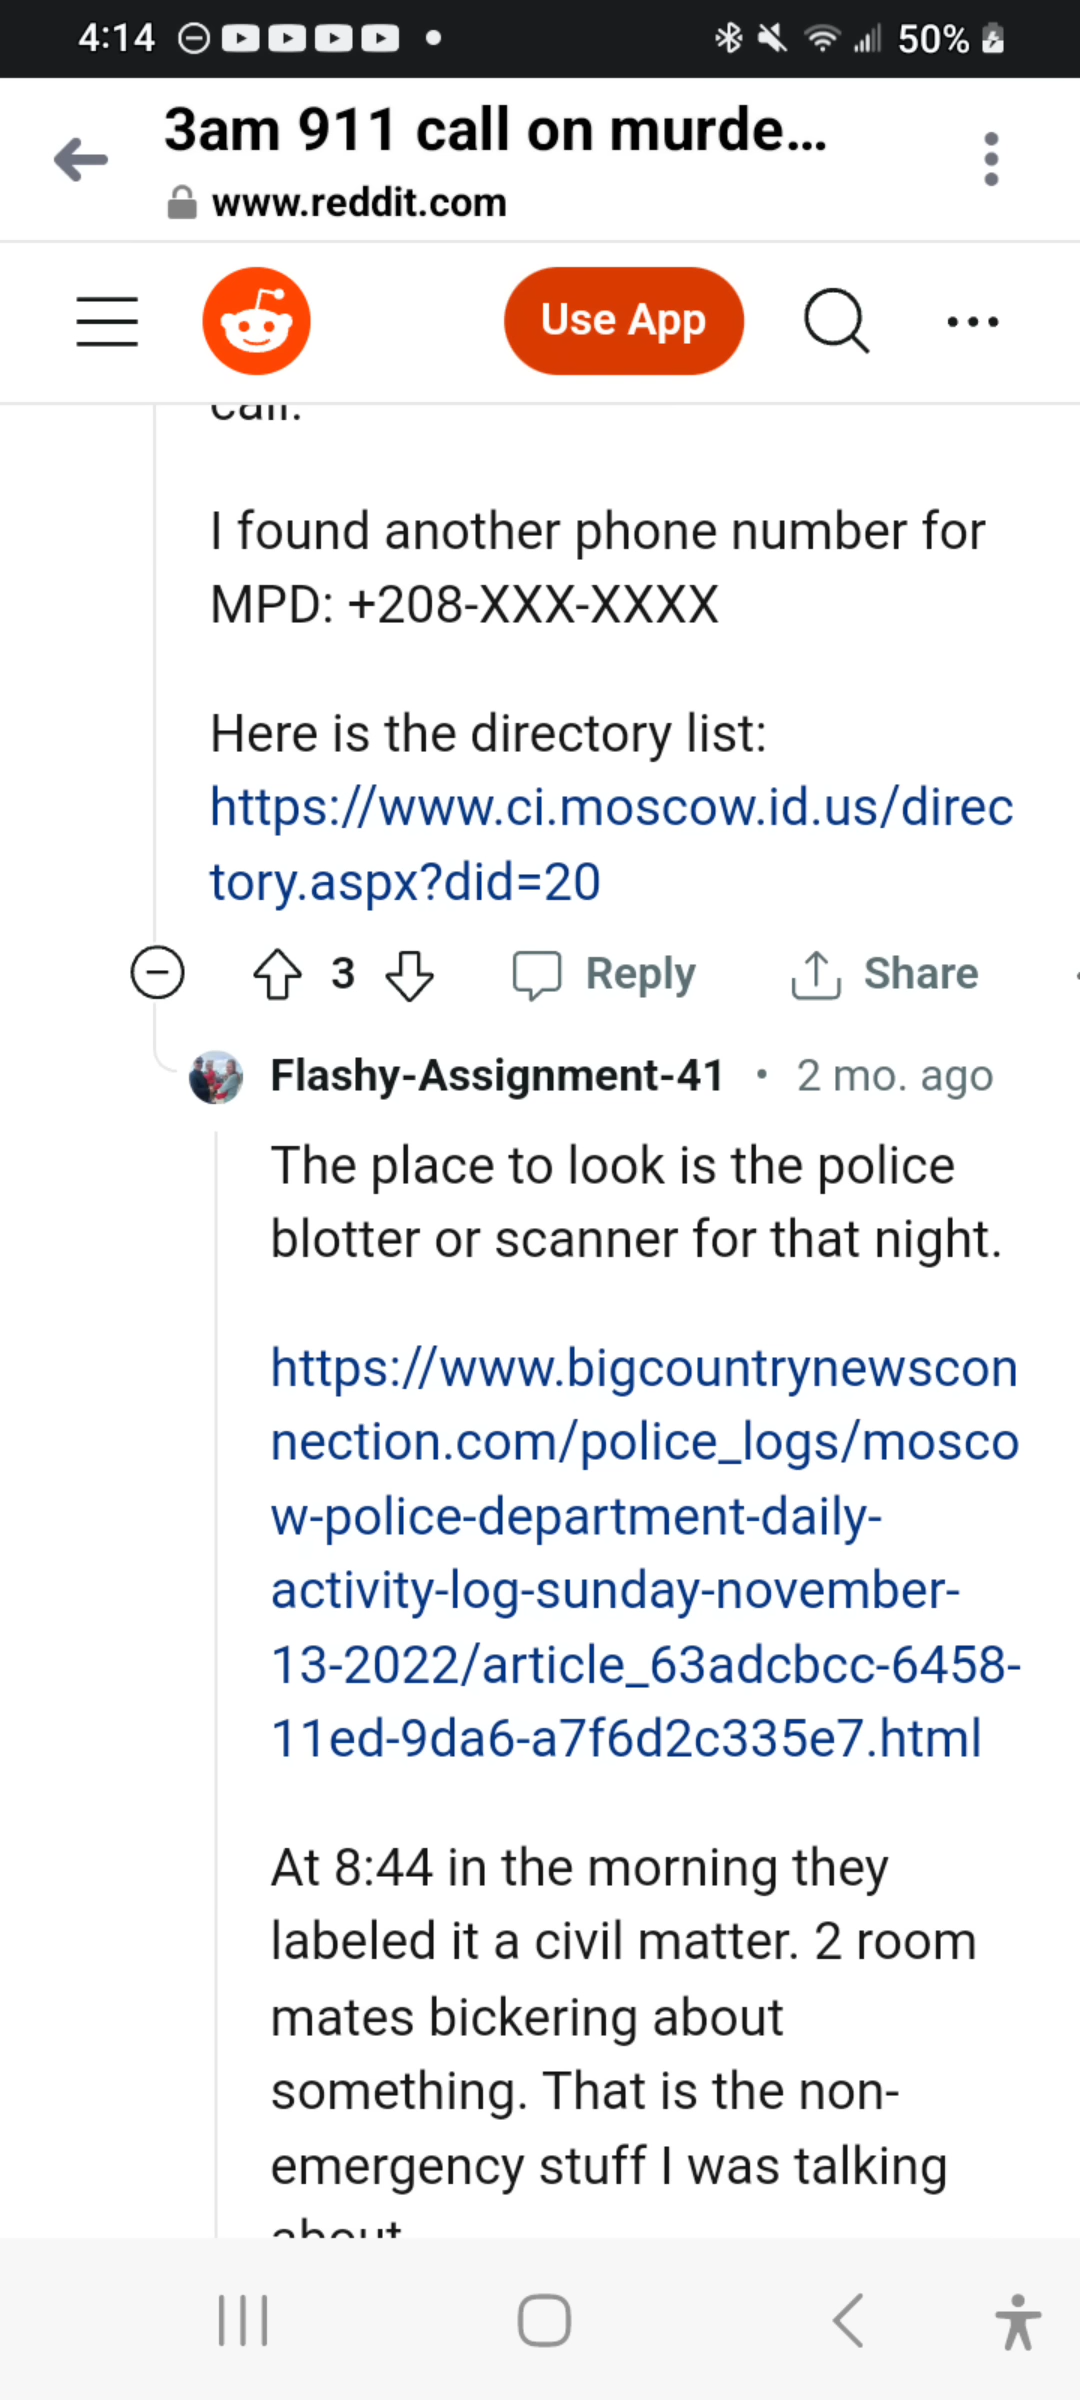 4:14
50%
3am 911 call on murde...
www.reddit.com
Use App
call.
I found another phone number for
MPD: +208-XXX-XXXX
Here is the directory list:
https://www.ci.moscow.id.us/direc
tory.aspx?did=20
3
Reply
Share
Flashy-Assignment-41 • 2 mo. ago
The place to look is the police
blotter or scanner for that night.
https://www.bigcountrynewscon
nection.com/police_logs/mosco
w-police-department-daily-
activity-log-sunday-november-
13-2022/article_63adcbcc-6458-
11ed-9da6-a7f6d2c335e7.html
At 8:44 in the morning they
labeled it a civil matter. 2 room
mates bickering about
something. That is the non-
emergency stuff I was talking
about